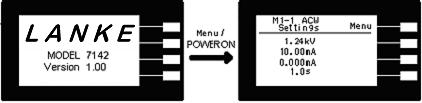 LANKE
MODEL 7142
Version 1.00
Menu /
POWERON
M1-1 ACW
Settings
Menu
1.24kV
10.00mA
0.000mA
1.0s